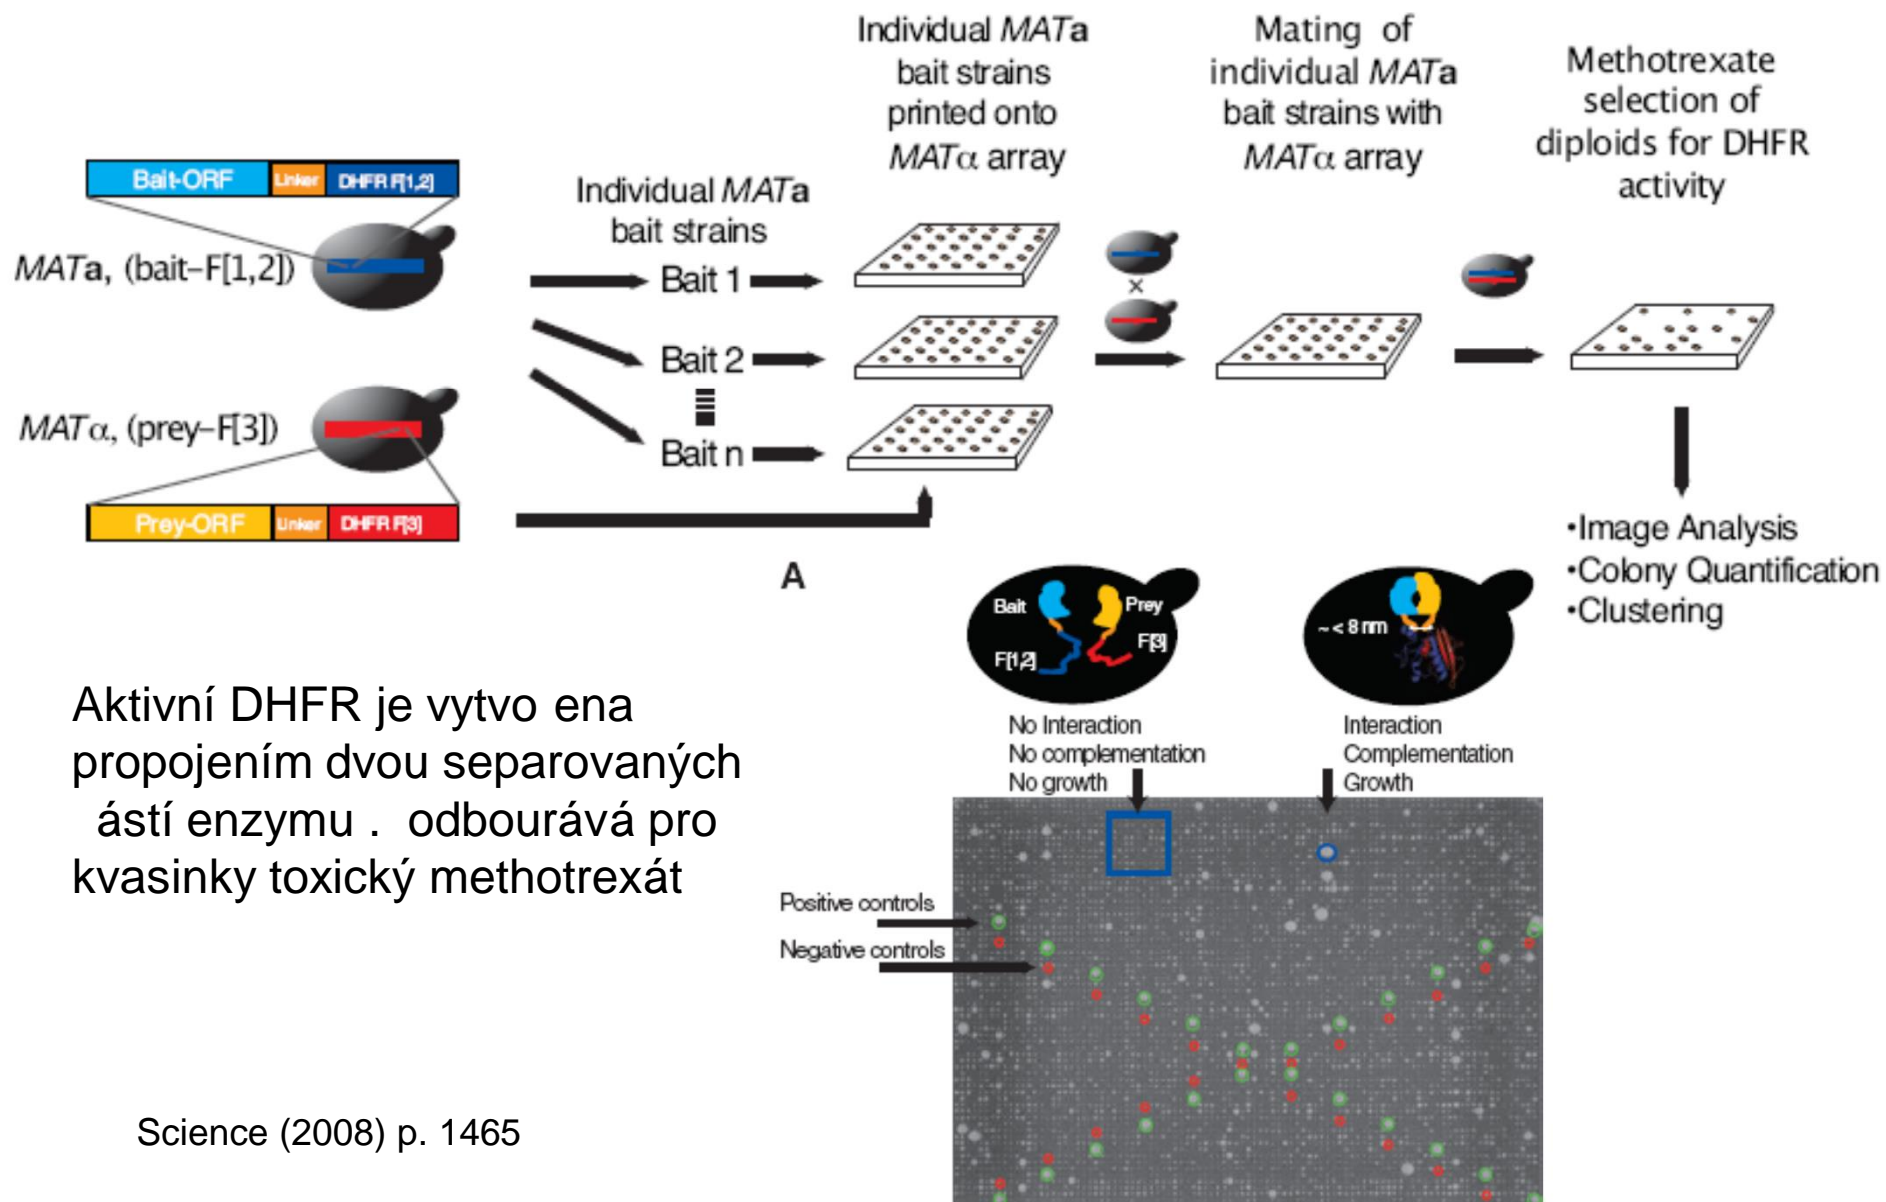 Individual MATa
bait strains
printed onto
MATα array
Mating of
individual MATa
bait strains with
MATα array
Methotrexate
selection of
diploids for DHFR
activity
Bait-ORF Linker DHFR F[1,2]
MATa, (bait–F[1,2])
Individual MATa
bait strains
Bait 1
Bait 2
Bait n
×
MATα, (prey–F[3])
Prey-ORF Linker DHFR F[3]
•Image Analysis
•Colony Quantification
•Clustering
A
Bait Prey
F[1,2] F[3]
~ < 8 nm
No Interaction
No complementation
No growth
Interaction
Complementation
Growth
Positive controls
Negative controls
Aktivní DHFR je vytvo ena
propojením dvou separovaných
ástí enzymu . odbourává pro
kvasinky toxický methotrexát
Science (2008) p. 1465